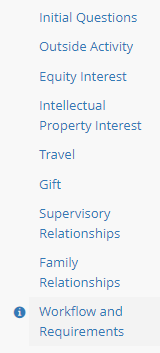 Initial Questions
Outside Activity
Equity Interest
Intellectual
Property Interest
Travel
Gift
Supervisory
Relationships
Family
Relationships
Workflow and
Requirements